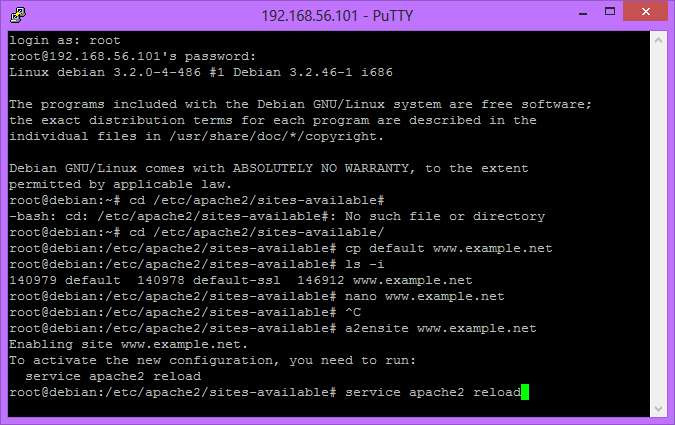 192.168.56.101 - PuTTY
login as: root
root@192.168.56.101's password:
Linux debian 3.2.0-4-486 #1 Debian 3.2.46-1 i686
The programs included with the Debian GNU/Linux system are free software;
the exact distribution terms for each program are described in the
individual files in /usr/share/doc/*/copyright.
Debian GNU/Linux comes with ABSOLUTELY NO WARRANTY, to the extent
permitted by applicable law.
root@debian:~# cd /etc/apache2/sites-available#
-bash: cd: /etc/apache2/sites-available#: No such file or directory
root@debian:~# cd /etc/apache2/sites-available/
root@debian:/etc/apache2/sites-available# cp default www.example.net
root@debian:/etc/apache2/sites-available# ls -i
140979 default  140978 default-ssl  146912 www.example.net
root@debian:/etc/apache2/sites-available# nano www.example.net
root@debian:/etc/apache2/sites-available# ^C
root@debian:/etc/apache2/sites-available# a2ensite www.example.net
Enabling site www.example.net.
To activate the new configuration, you need to run:
  service apache2 reload
root@debian:/etc/apache2/sites-available# service apache2 reload